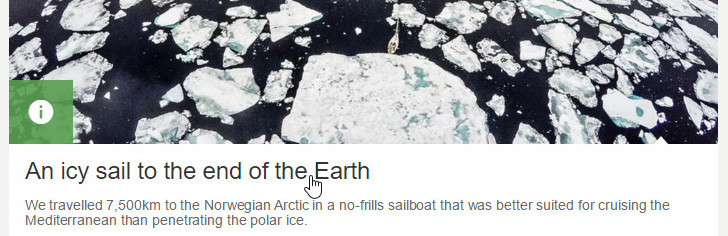 An icy sail to the end of the Earth
We travelled 7,500km to the Norwegian Arctic in a no-frills sailboat that was better suited for cruising the
Mediterranean than penetrating the polar ice.